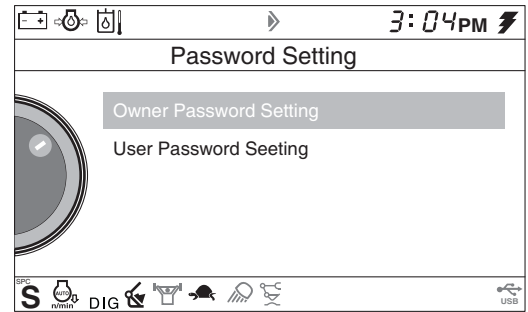 3:04PM
Password Setting
Owner Password Setting
User Password Seeting
SPC
S
AUTO
n/min
DIG
USB